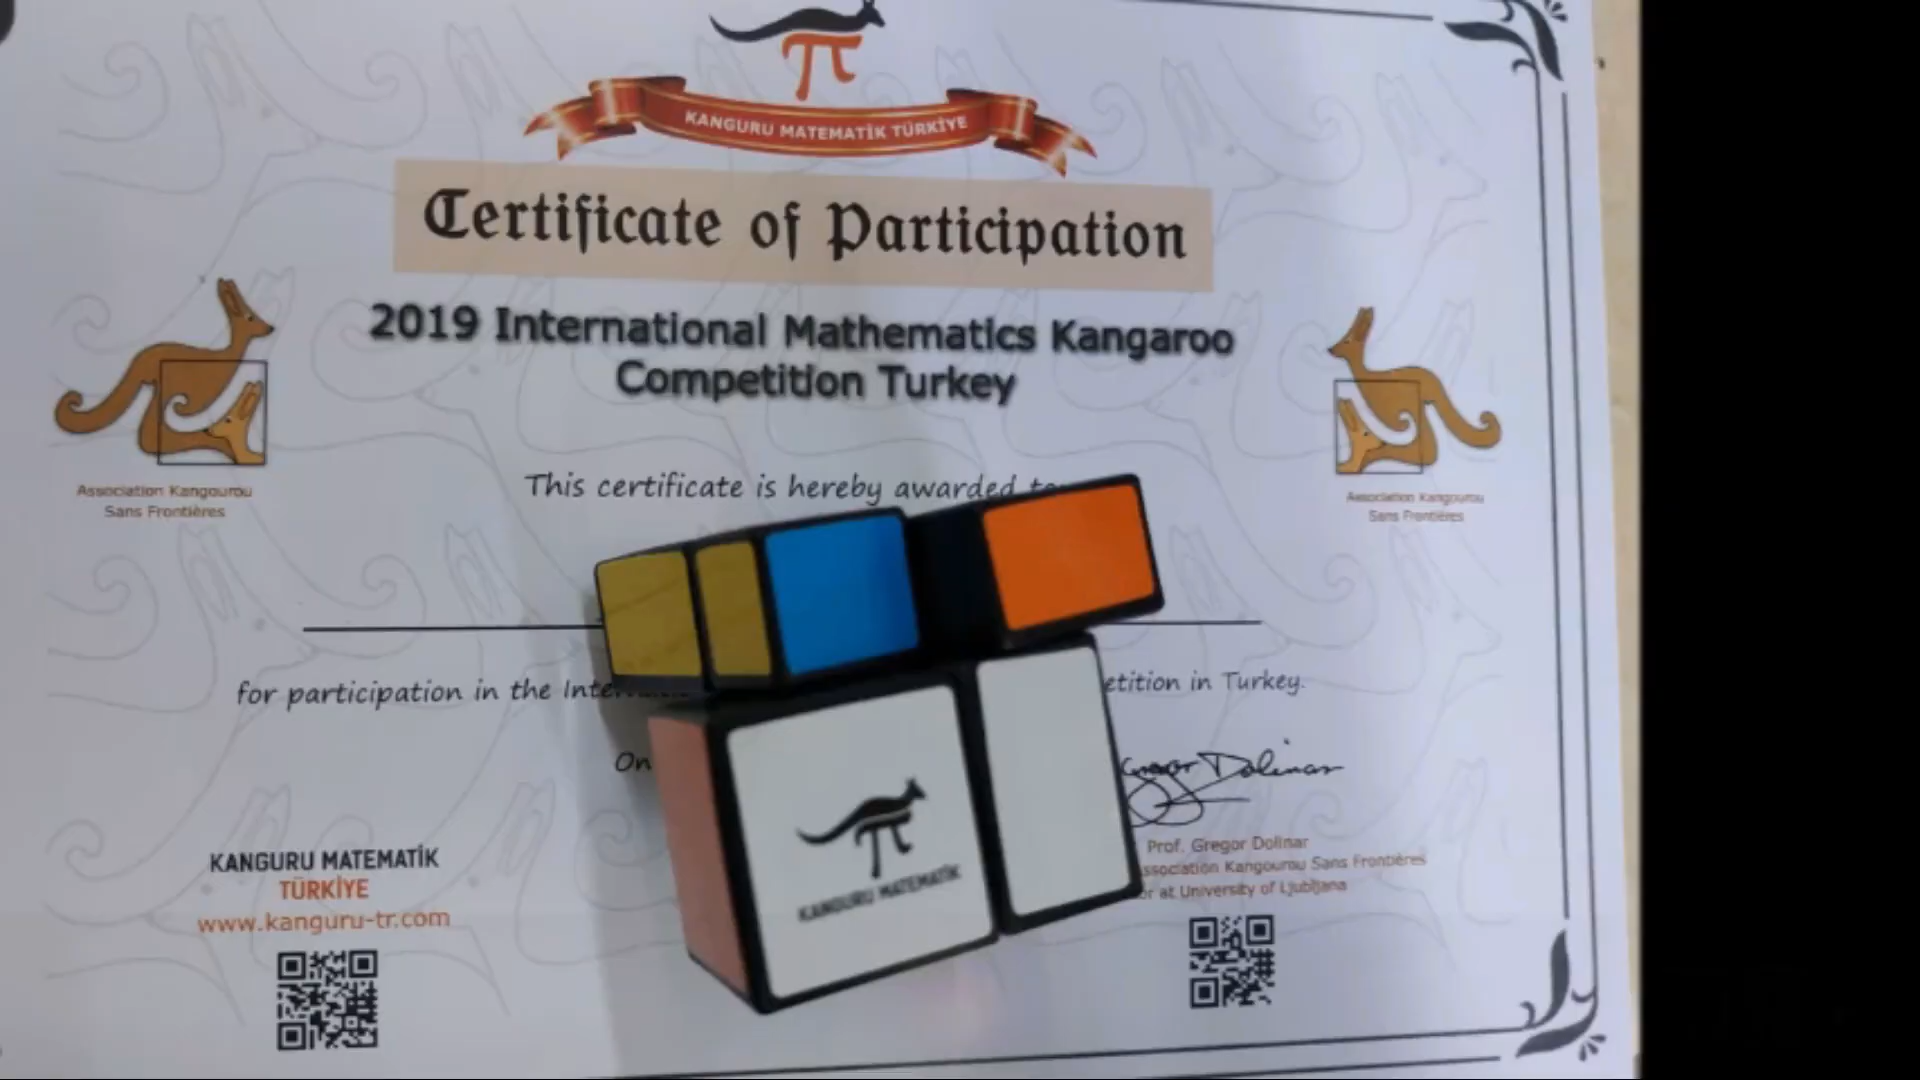 KANGURU MATEMATİK TÜRKİYE
Certificate of Participation
2019 International Mathematics Kangaroo
Competition Turkey
Association Kangourou
Sans Frontières
Association Kangourou
Sans Frontières
This certificate is hereby awarded to
for participation in the
in Turkey.
On
Prof. Gregor Dolinar
Kangourou Sans Frontières
at University of Ljubljana
KANGURU MATEMATİK
TÜRKİYE
www.kanguru-tr.com
KANGURU MATEMATİK